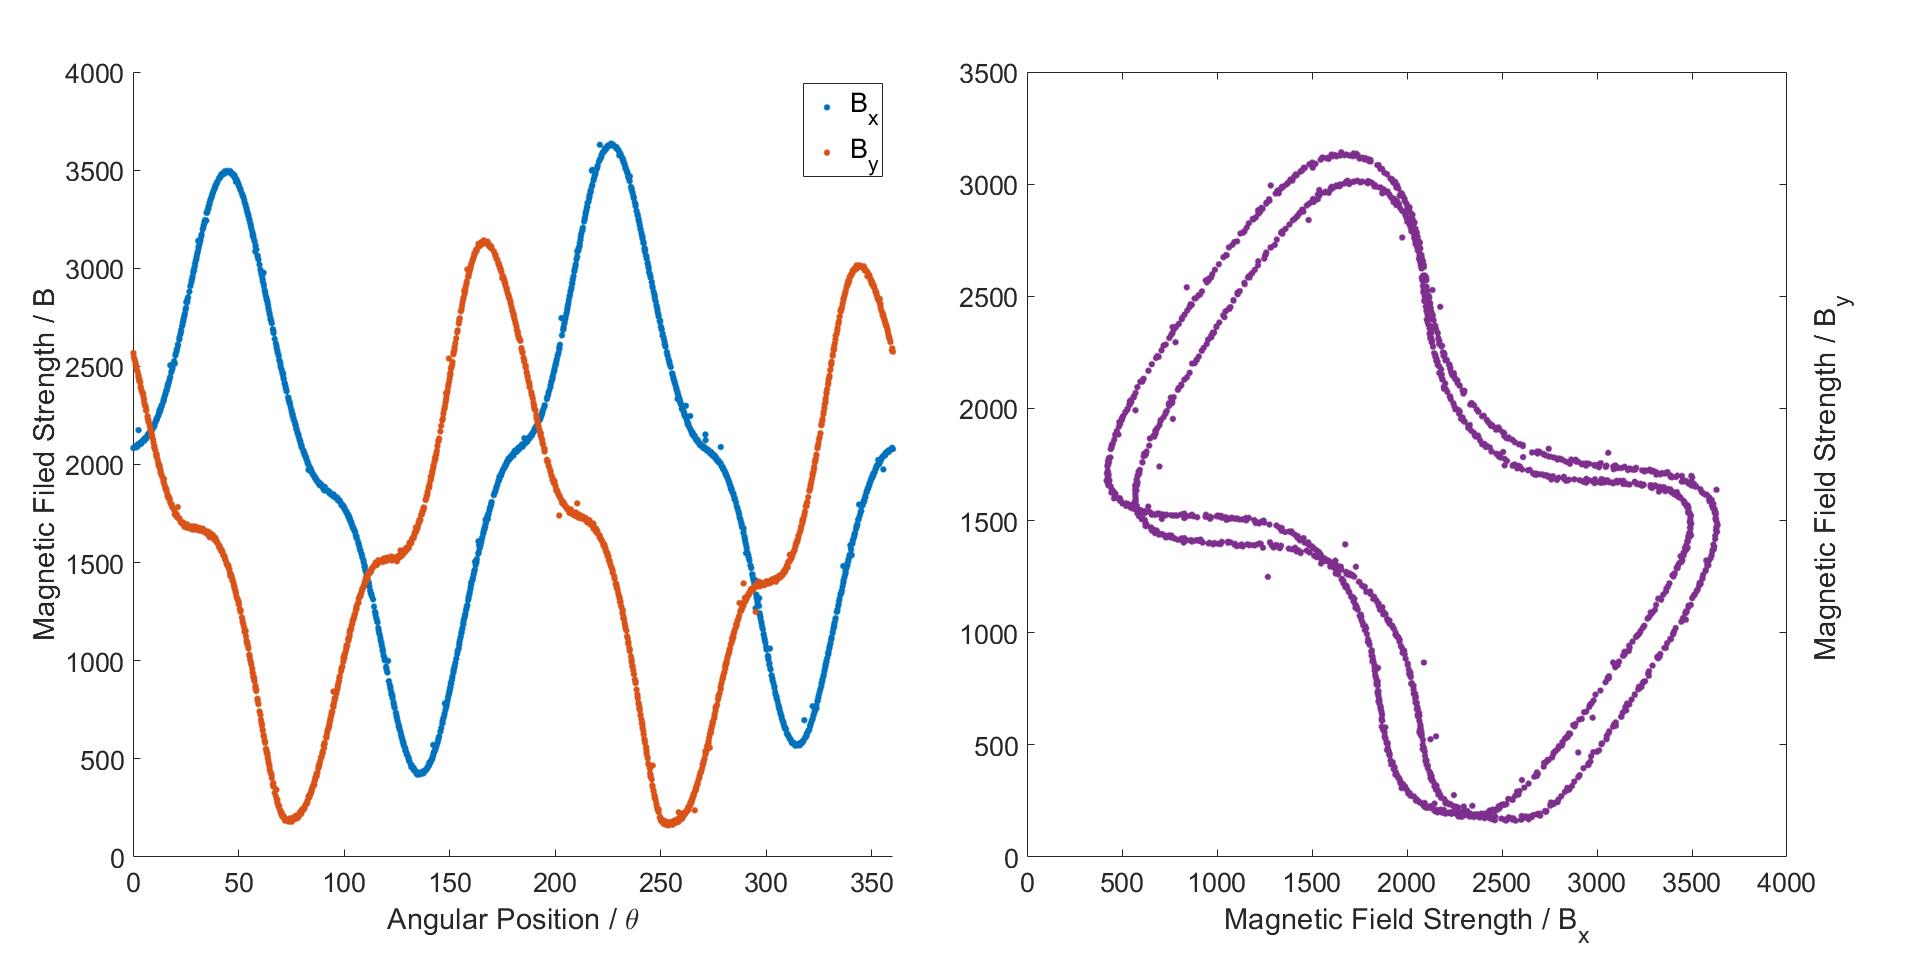 4000
3500
3000
2500
2000
1500
1000
500
0
0 50 100 150 200 250 300 350
Magnetic Filed Strength / B
Angular Position / θ
Bx
By
3500
3000
2500
2000
1500
1000
500
0
0 500 1000 1500 2000 2500 3000 3500 4000
Magnetic Field Strength / Bx
Magnetic Field Strength / By